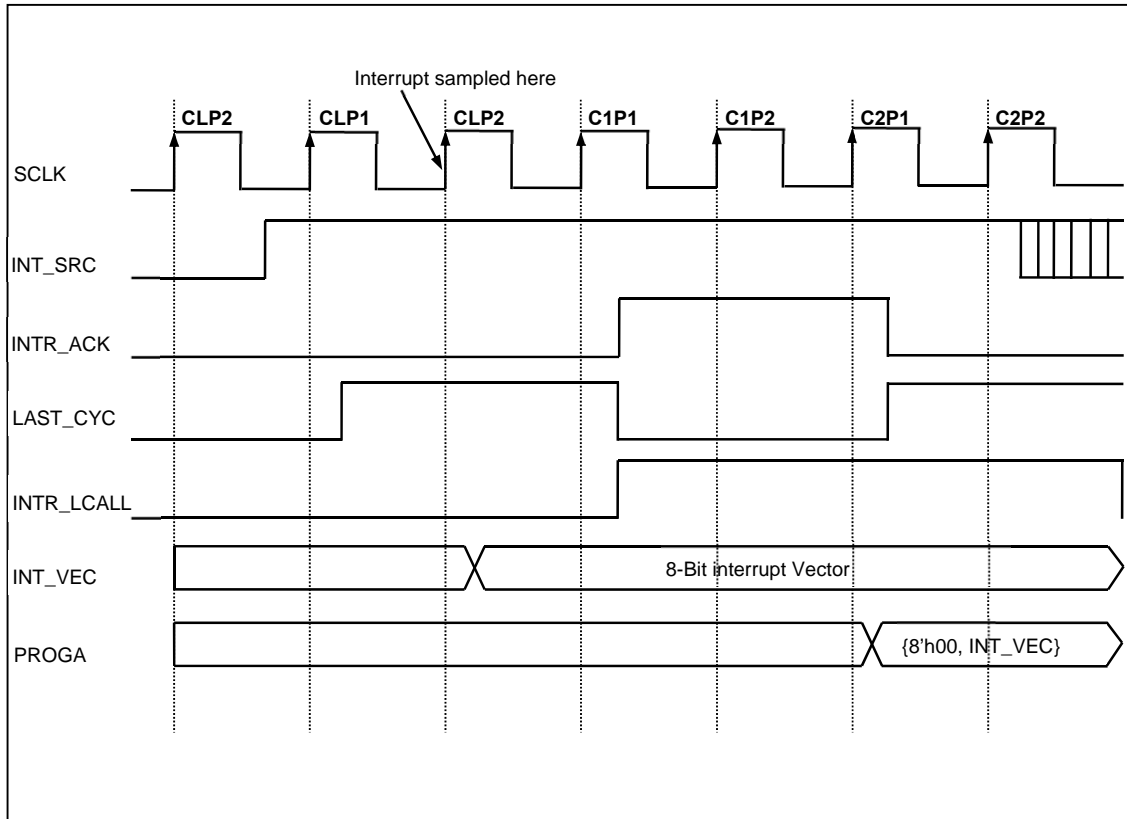 Interrupt sampled here
CLP2 CLP1 CLP2 C1P1 C1P2 C2P1 C2P2
SCLK
INT_SRC
INTR_ACK
LAST_CYC
INTR_LCALL
INT_VEC 8-Bit interrupt Vector
PROGA {8'h00, INT_VEC}